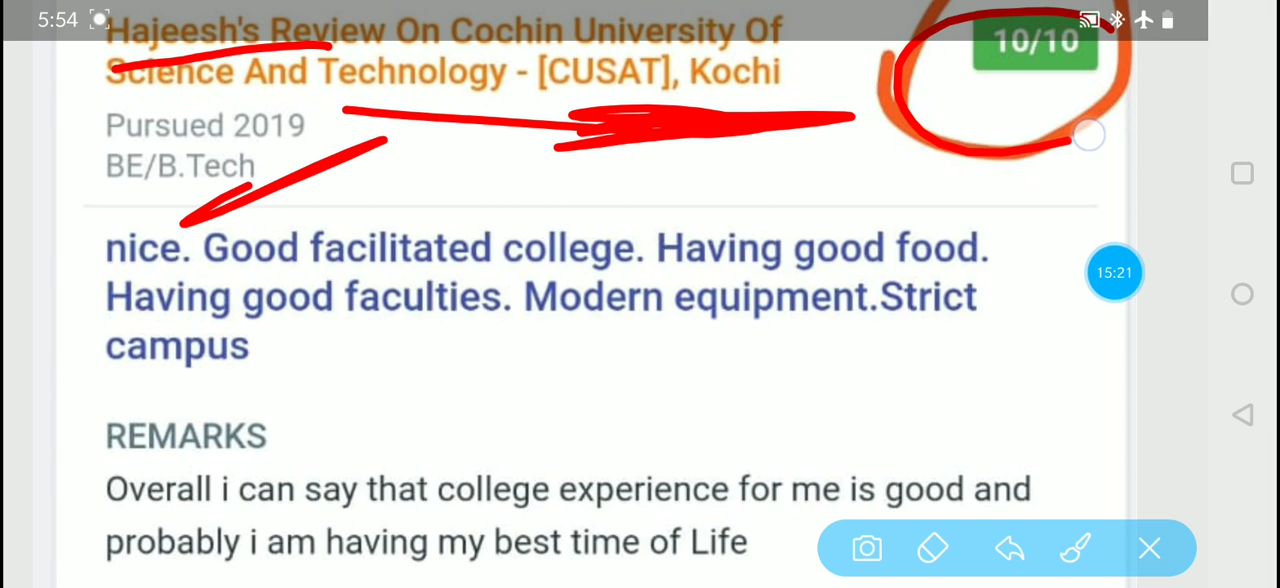 5:54
Hajeesh's Review On Cochin University Of
Science And Technology - [CUSAT], Kochi
10/10
Pursued 2019
BE/B.Tech
nice. Good facilitated college. Having good food.
Having good faculties. Modern equipment.Strict
campus
15:21
REMARKS
Overall i can say that college experience for me is good and
probably i am having my best time of Life